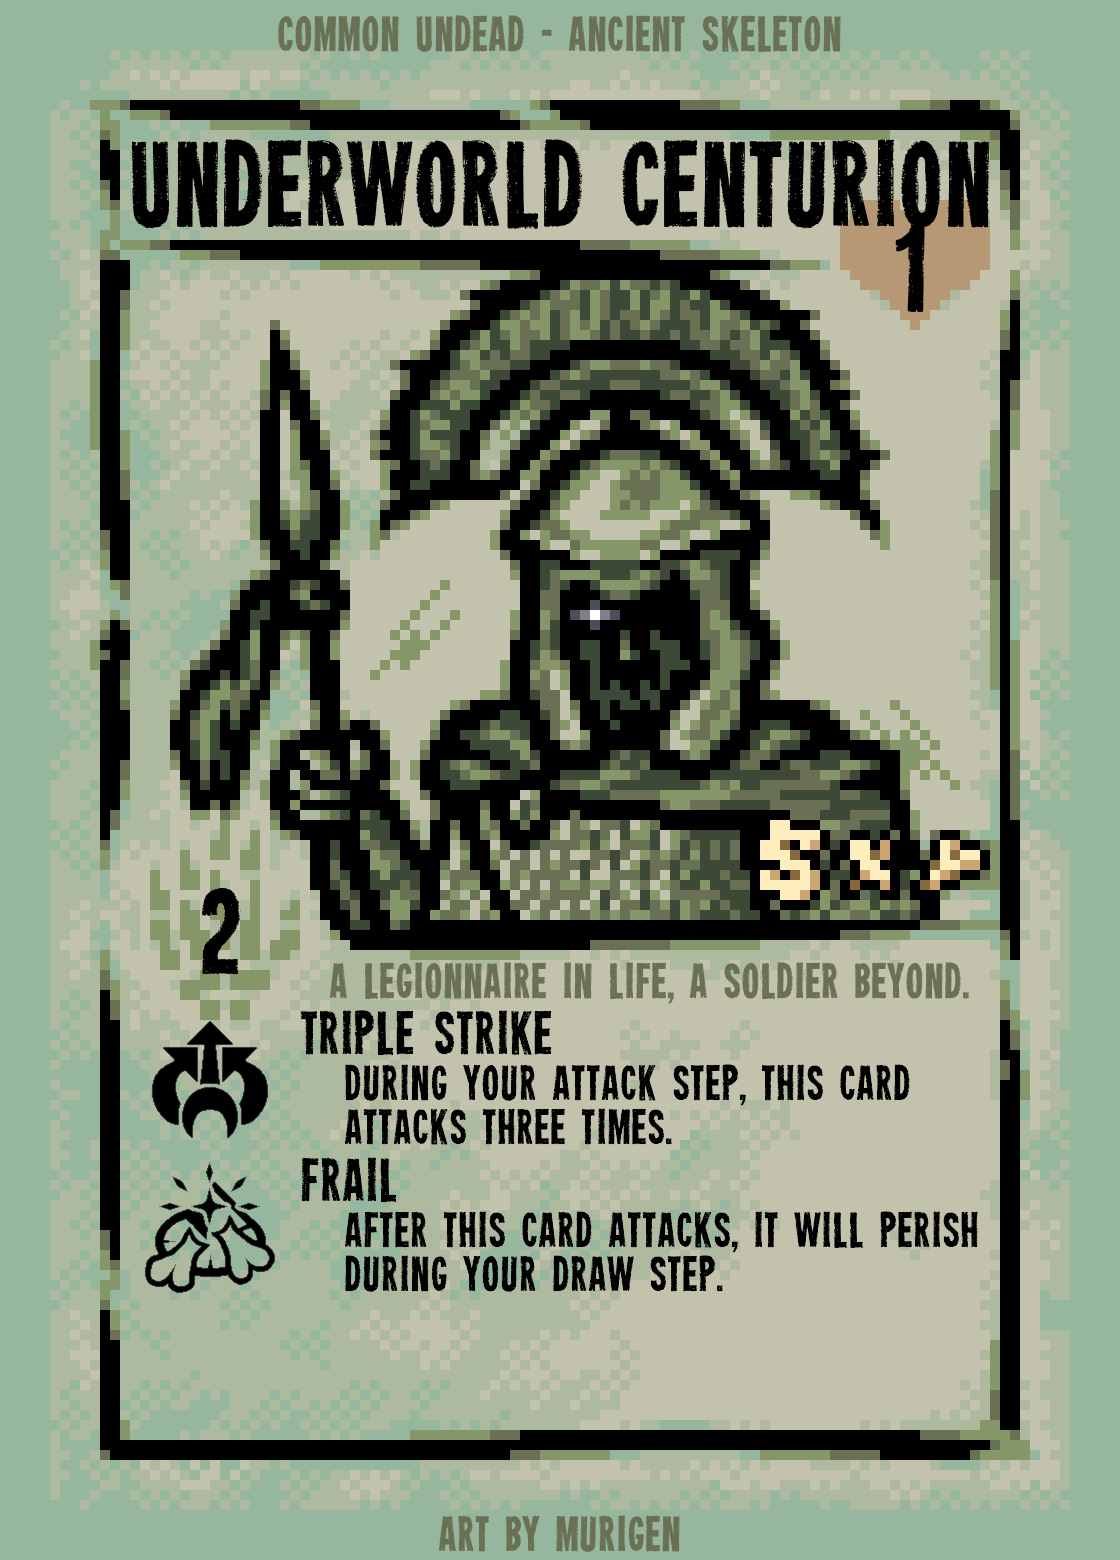 COMMON UNDEAD - ANCIENT SKELETON
UNDERWORLD CENTURION
1
2
A LEGIONNAIRE IN LIFE, A SOLDIER BEYOND.
TRIPLE STRIKE
DURING YOUR ATTACK STEP, THIS CARD
ATTACKS THREE TIMES.
FRAIL
AFTER THIS CARD ATTACKS, IT WILL PERISH
DURING YOUR DRAW STEP.
ART BY MURIGEN